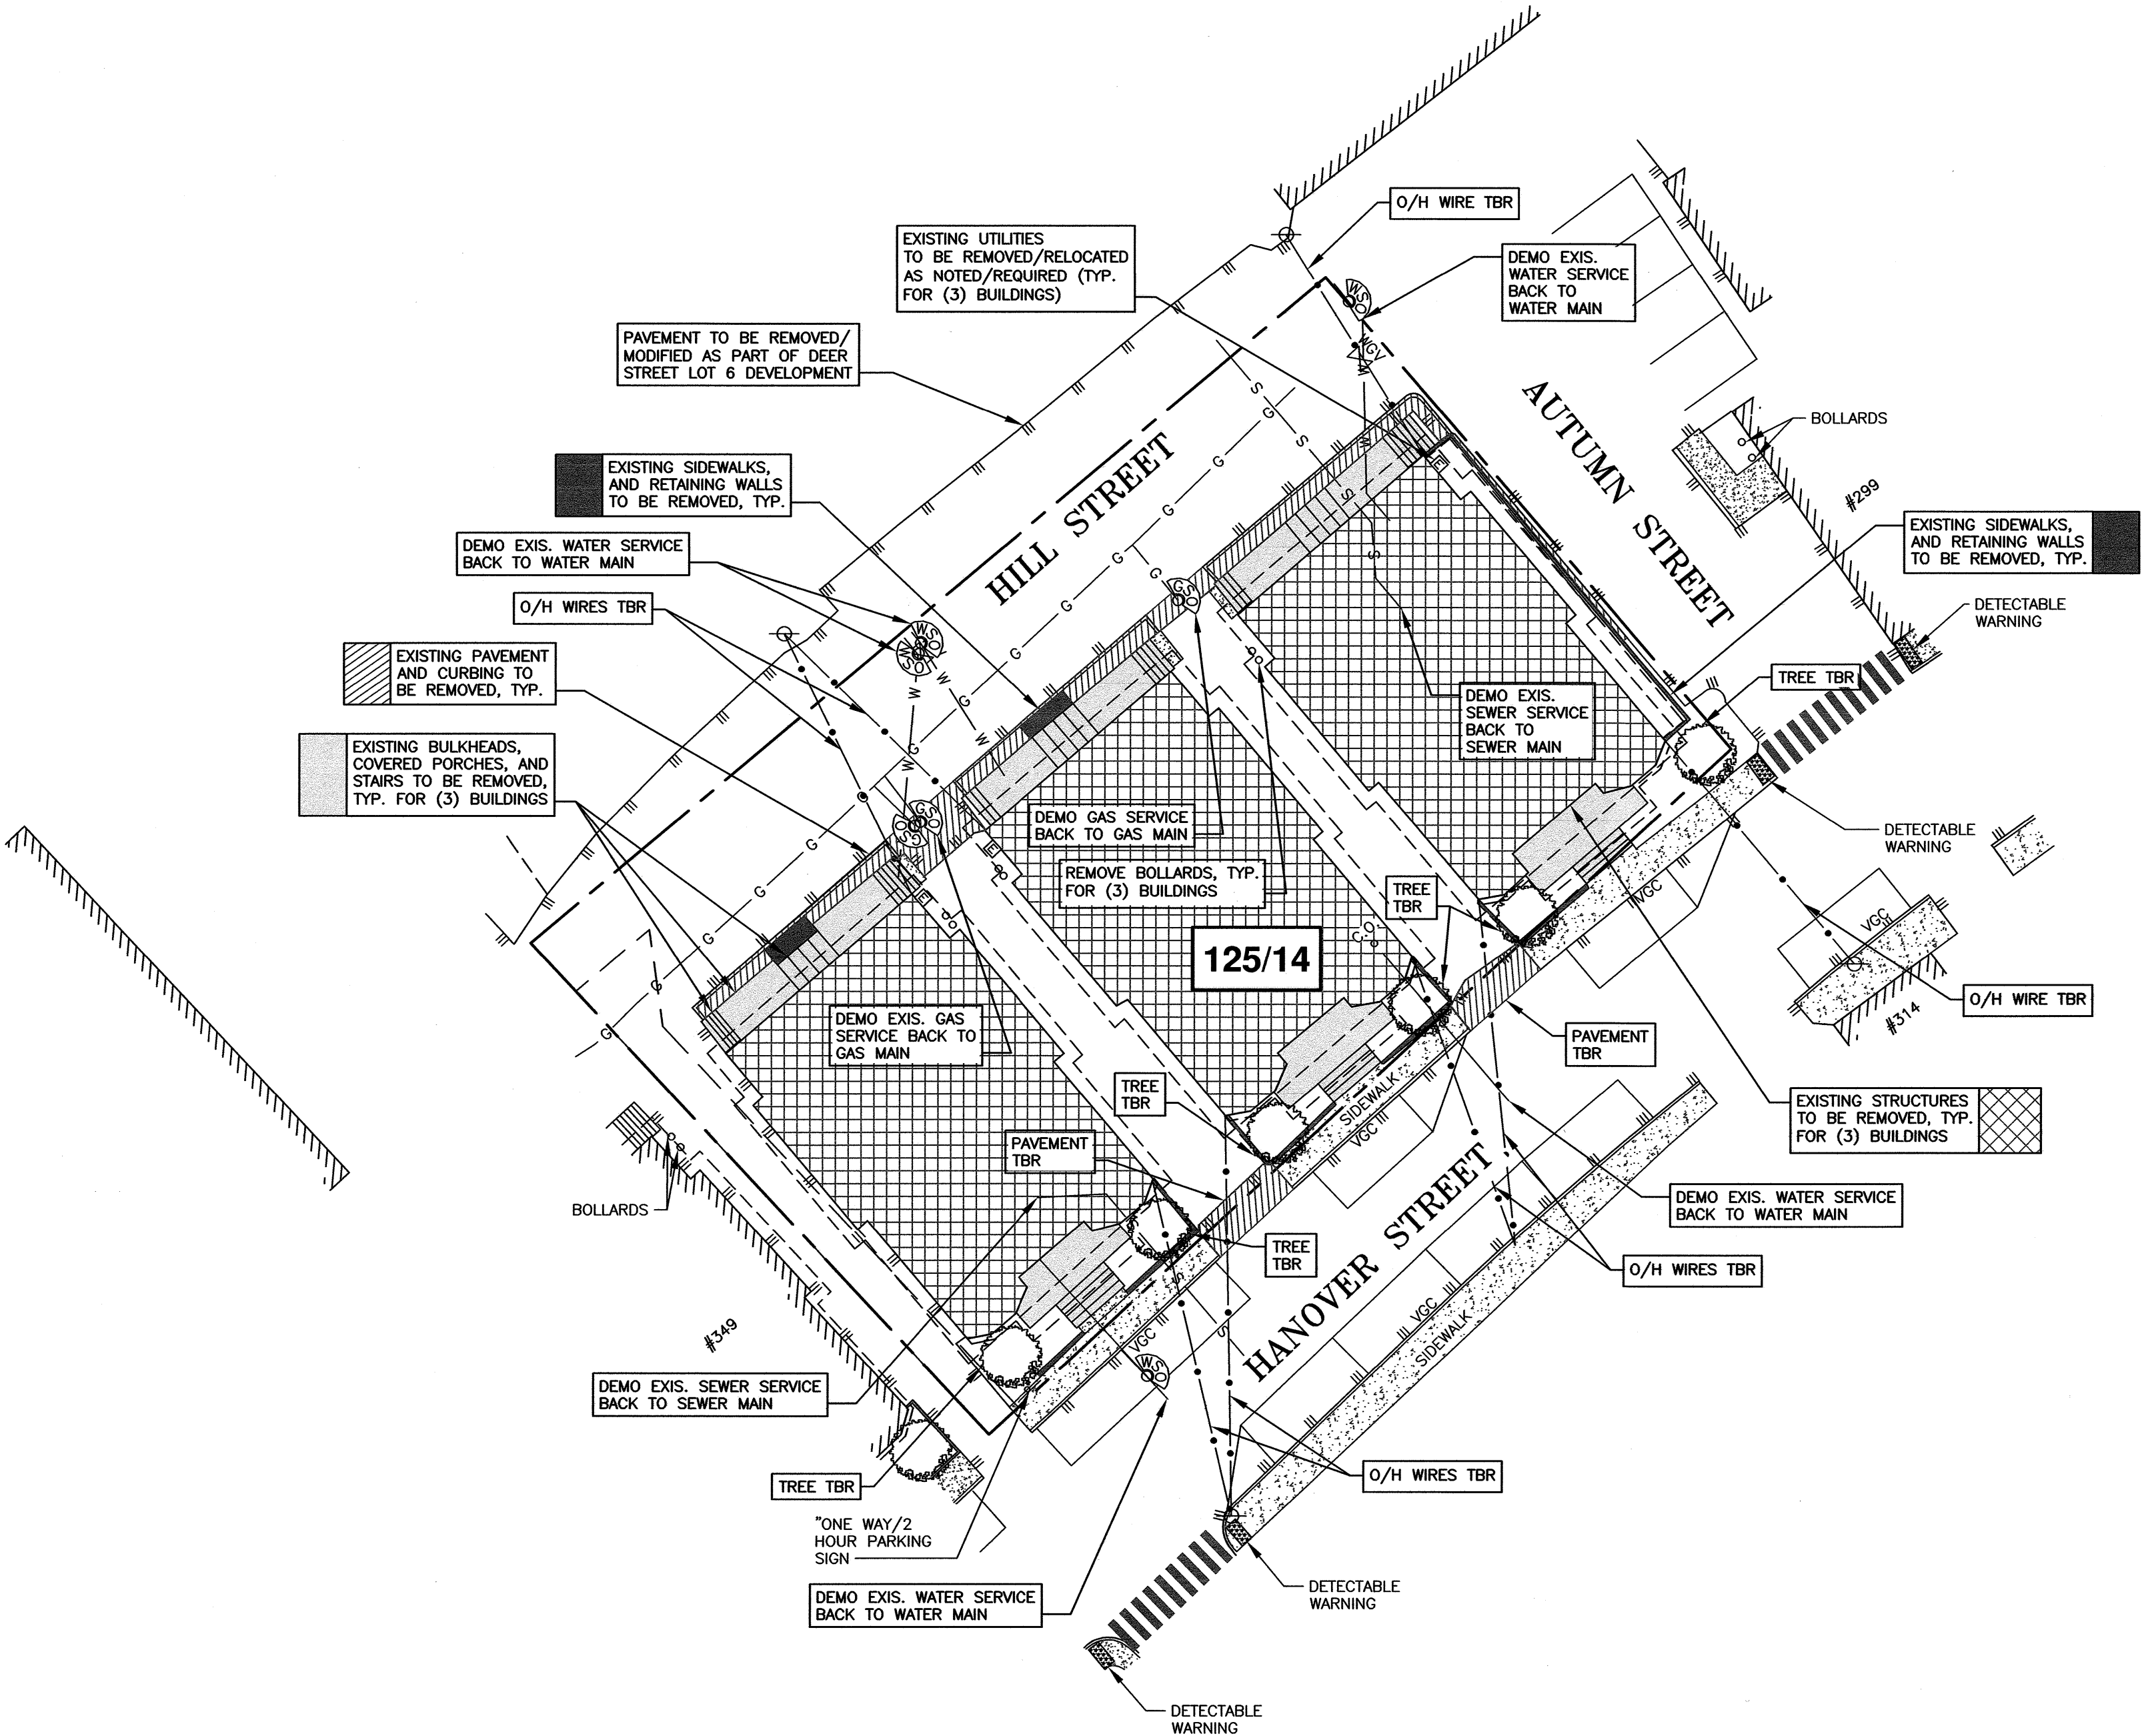 O/H WIRE TBR
EXISTING UTILITIES
TO BE REMOVED/RELOCATED
AS NOTED/REQUIRED (TYP.
FOR (3) BUILDINGS)
DEMO EXIS.
WATER SERVICE
BACK TO
WATER MAIN
WSO
WGV
PAVEMENT TO BE REMOVED/
MODIFIED AS PART OF DEER
STREET LOT 6 DEVELOPMENT
HILL STREET
AUTUMN STREET
BOLLARDS
#299
EXISTING SIDEWALKS,
AND RETAINING WALLS
TO BE REMOVED, TYP.
EXISTING SIDEWALKS,
AND RETAINING WALLS
TO BE REMOVED, TYP.
DEMO EXIS. WATER SERVICE
BACK TO WATER MAIN
O/H WIRES TBR
WSO
WSO
GSO
DETECTABLE
WARNING
EXISTING PAVEMENT
AND CURBING TO
BE REMOVED, TYP.
TREE TBR
DEMO EXIS.
SEWER SERVICE
BACK TO
SEWER MAIN
EXISTING BULKHEADS,
COVERED PORCHES, AND
STAIRS TO BE REMOVED,
TYP. FOR (3) BUILDINGS
GSO
GSO
DEMO GAS SERVICE
BACK TO GAS MAIN
DETECTABLE
WARNING
REMOVE BOLLARDS, TYP.
FOR (3) BUILDINGS
TREE
TBR
VGC
VGC
C.O.
125/14
O/H WIRE TBR
#314
DEMO EXIS. GAS
SERVICE BACK TO
GAS MAIN
PAVEMENT
TBR
TREE
TBR
SIDEWALK
VGC
EXISTING STRUCTURES
TO BE REMOVED, TYP.
FOR (3) BUILDINGS
PAVEMENT
TBR
BOLLARDS
HANOVER STREET
DEMO EXIS. WATER SERVICE
BACK TO WATER MAIN
TREE
TBR
O/H WIRES TBR
#349
VGC
VGC
SIDEWALK
WSO
DEMO EXIS. SEWER SERVICE
BACK TO SEWER MAIN
TREE TBR
O/H WIRES TBR
"ONE WAY/2
HOUR PARKING
SIGN
DEMO EXIS. WATER SERVICE
BACK TO WATER MAIN
DETECTABLE
WARNING
DETECTABLE
WARNING